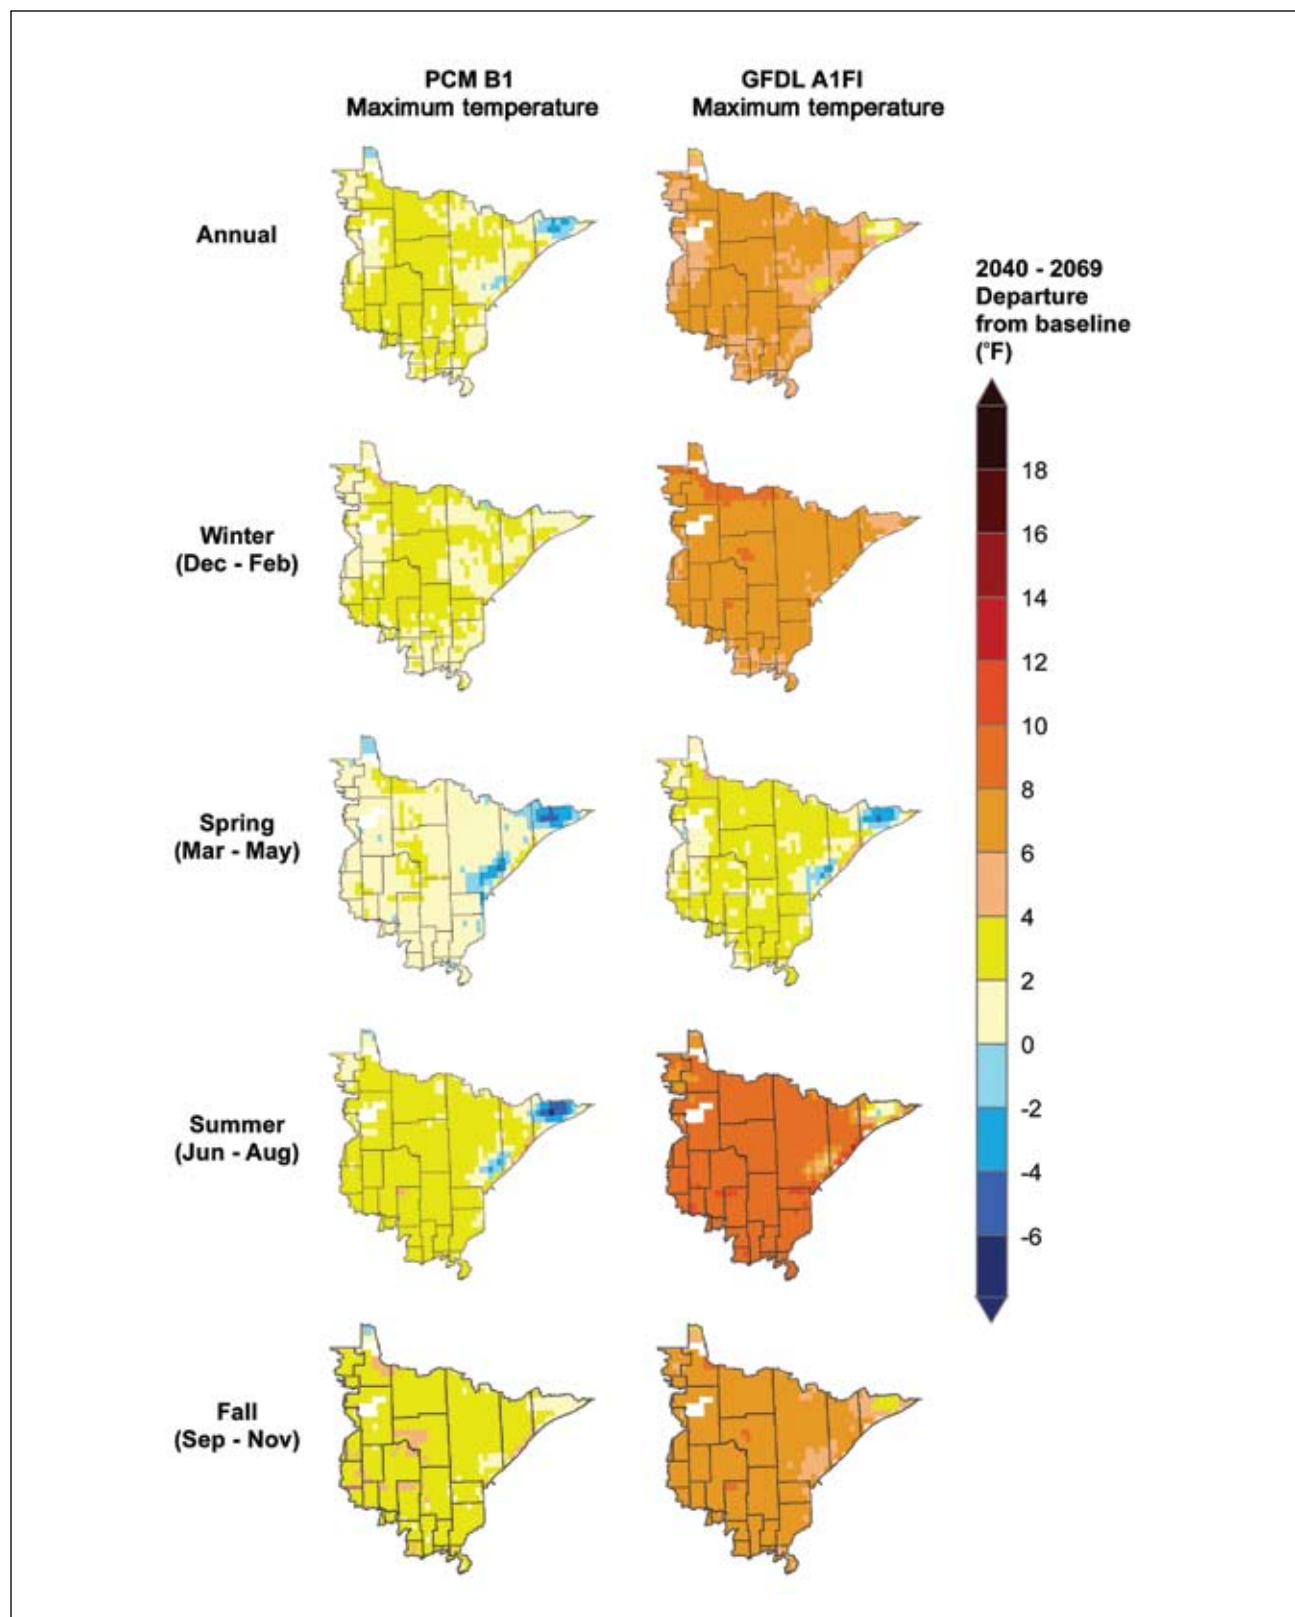 PCM B1
Maximum temperature
GFDL A1FI
Maximum temperature
Annual
2040 - 2069
Departure
from baseline
(°F)
18
16
14
12
10
8
6
4
2
0
-2
-4
-6
Winter
(Dec - Feb)
Spring
(Mar - May)
Summer
(Jun - Aug)
Fall
(Sep - Nov)